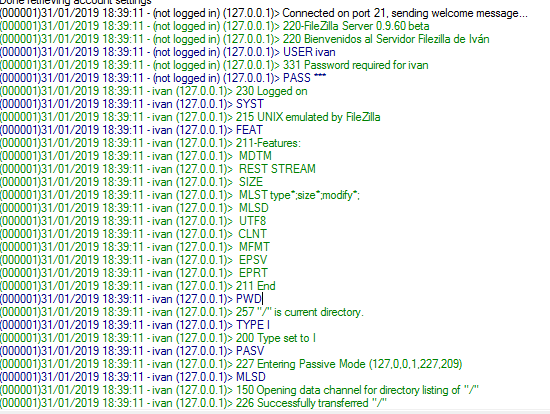 Done retrieving account settings
(000001)31/01/2019 18:39:11 - (not logged in) (127.0.0.1)> Connected on port 21, sending welcome message...
(000001)31/01/2019 18:39:11 - (not logged in) (127.0.0.1)> 220-FileZilla Server 0.9.60 beta
(000001)31/01/2019 18:39:11 - (not logged in) (127.0.0.1)> 220 Bienvenidos al Servidor Filezilla de Iván
(000001)31/01/2019 18:39:11 - (not logged in) (127.0.0.1)> USER ivan
(000001)31/01/2019 18:39:11 - (not logged in) (127.0.0.1)> 331 Password required for ivan
(000001)31/01/2019 18:39:11 - (not logged in) (127.0.0.1)> PASS ***
(000001)31/01/2019 18:39:11 - ivan (127.0.0.1)> 230 Logged on
(000001)31/01/2019 18:39:11 - ivan (127.0.0.1)> SYST
(000001)31/01/2019 18:39:11 - ivan (127.0.0.1)> 215 UNIX emulated by FileZilla
(000001)31/01/2019 18:39:11 - ivan (127.0.0.1)> FEAT
(000001)31/01/2019 18:39:11 - ivan (127.0.0.1)> 211-Features:
(000001)31/01/2019 18:39:11 - ivan (127.0.0.1)> MDTM
(000001)31/01/2019 18:39:11 - ivan (127.0.0.1)> REST STREAM
(000001)31/01/2019 18:39:11 - ivan (127.0.0.1)> SIZE
(000001)31/01/2019 18:39:11 - ivan (127.0.0.1)> MLST type*;size*;modify*;
(000001)31/01/2019 18:39:11 - ivan (127.0.0.1)> MLSD
(000001)31/01/2019 18:39:11 - ivan (127.0.0.1)> UTF8
(000001)31/01/2019 18:39:11 - ivan (127.0.0.1)> CLNT
(000001)31/01/2019 18:39:11 - ivan (127.0.0.1)> MFMT
(000001)31/01/2019 18:39:11 - ivan (127.0.0.1)> EPSV
(000001)31/01/2019 18:39:11 - ivan (127.0.0.1)> EPRT
(000001)31/01/2019 18:39:11 - ivan (127.0.0.1)> 211 End
(000001)31/01/2019 18:39:11 - ivan (127.0.0.1)> PWD
(000001)31/01/2019 18:39:11 - ivan (127.0.0.1)> 257 "/" is current directory.
(000001)31/01/2019 18:39:11 - ivan (127.0.0.1)> TYPE I
(000001)31/01/2019 18:39:11 - ivan (127.0.0.1)> 200 Type set to I
(000001)31/01/2019 18:39:11 - ivan (127.0.0.1)> PASV
(000001)31/01/2019 18:39:11 - ivan (127.0.0.1)> 227 Entering Passive Mode (127,0,0,1,227,209)
(000001)31/01/2019 18:39:11 - ivan (127.0.0.1)> MLSD
(000001)31/01/2019 18:39:11 - ivan (127.0.0.1)> 150 Opening data channel for directory listing of "/"
(000001)31/01/2019 18:39:11 - ivan (127.0.0.1)> 226 Successfully transferred "/"